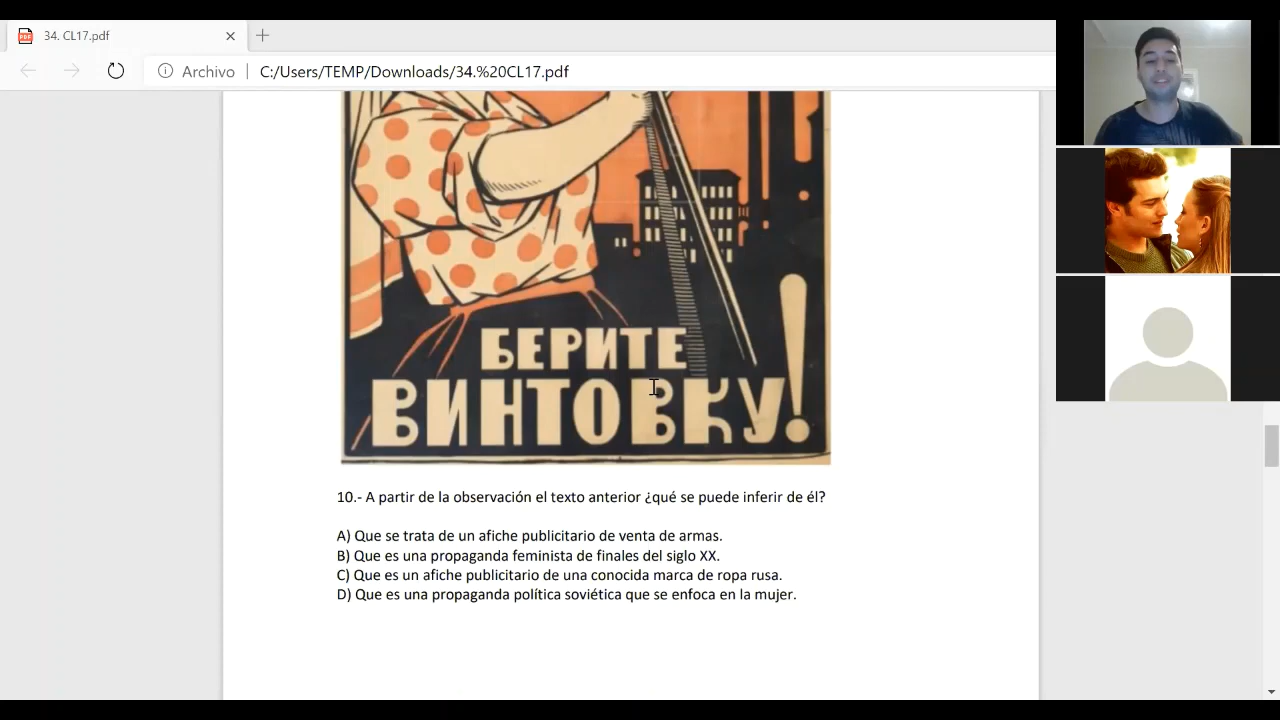 34. CL17.pdf
Archivo
C:/Users/TEMP/Downloads/34.%20CL17.pdf
БЕРИТЕ
ВИНТОВКУ!
10.- A partir de la observación el texto anterior ¿qué se puede inferir de él?
A) Que se trata de un afiche publicitario de venta de armas.
B) Que es una propaganda feminista de finales del siglo XX.
C) Que es un afiche publicitario de una conocida marca de ropa rusa.
D) Que es una propaganda política soviética que se enfoca en la mujer.